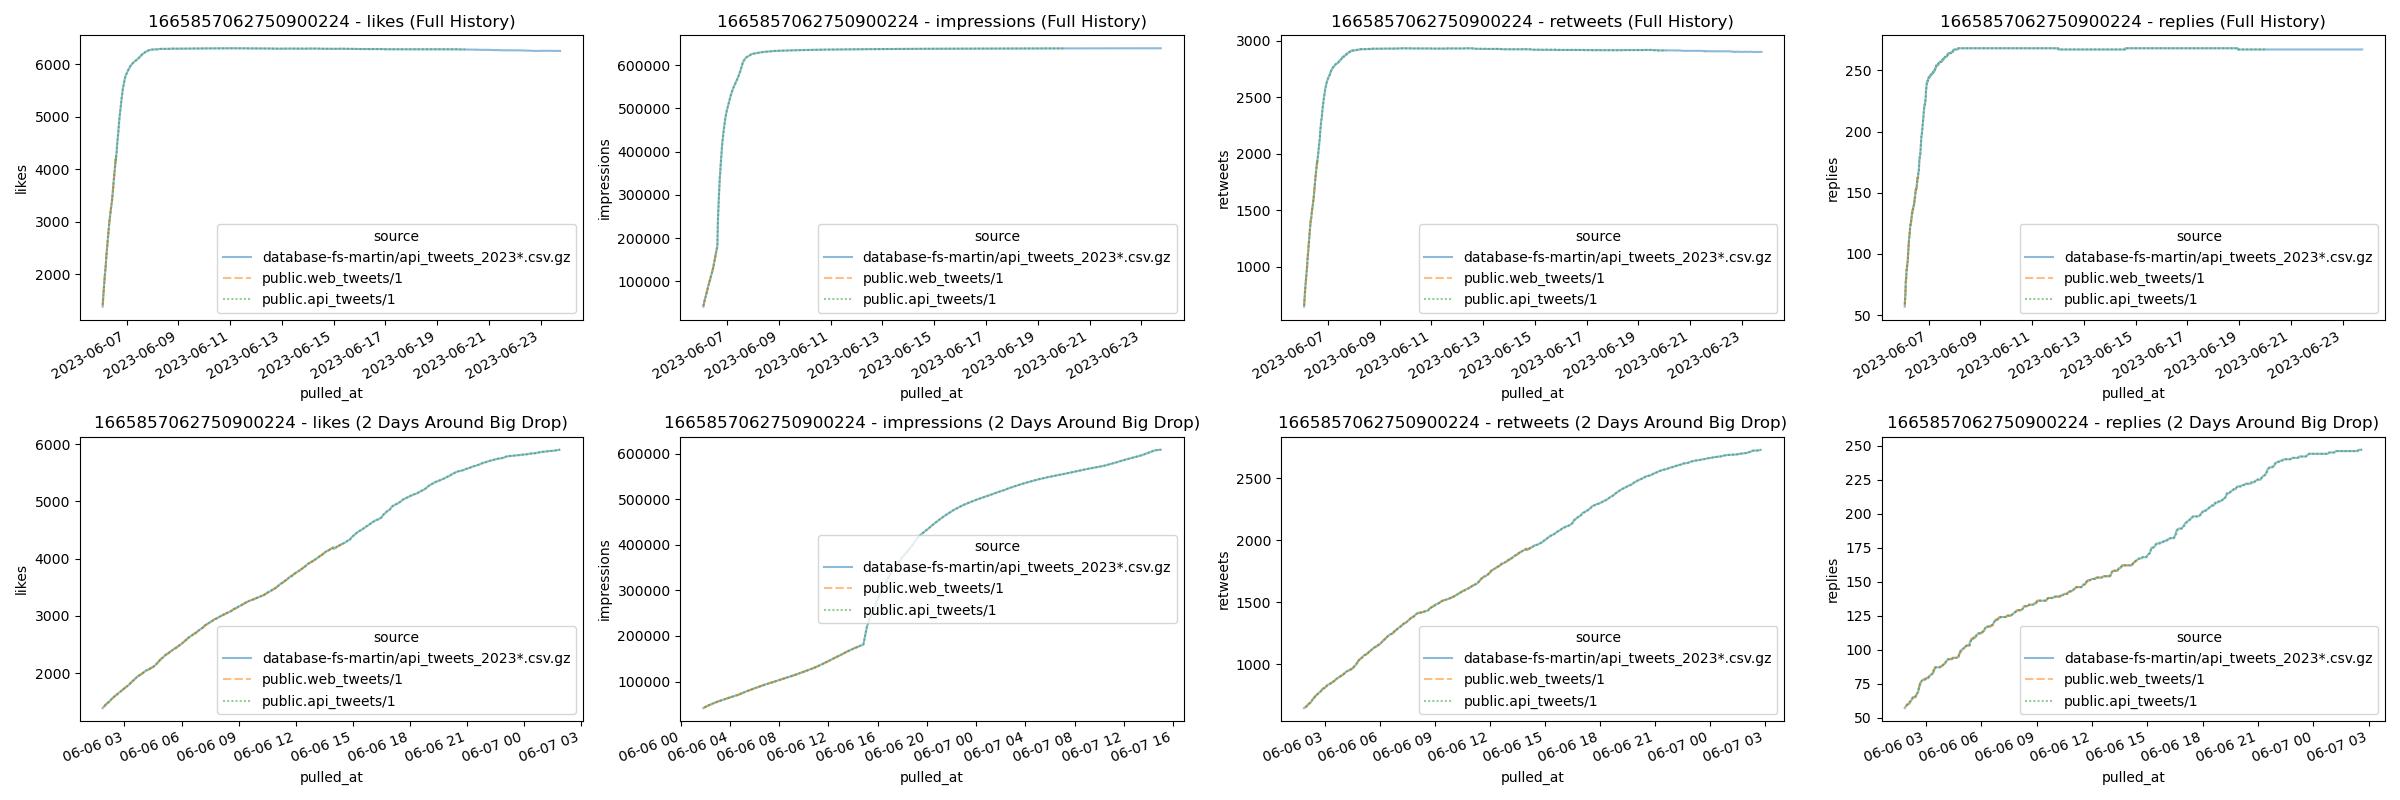 1665857062750900224 - likes (Full History)
likes
6000
5000
4000
3000
2000
source
database-fs-martin/api_tweets_2023*.csv.gz
public.web_tweets/1
public.api_tweets/1
2023-06-07
2023-06-09
2023-06-11
2023-06-13
2023-06-15
2023-06-17
2023-06-19
2023-06-21
2023-06-23
pulled_at
1665857062750900224 - impressions (Full History)
impressions
600000
500000
400000
300000
200000
100000
source
database-fs-martin/api_tweets_2023*.csv.gz
public.web_tweets/1
public.api_tweets/1
2023-06-07
2023-06-09
2023-06-11
2023-06-13
2023-06-15
2023-06-17
2023-06-19
2023-06-21
2023-06-23
pulled_at
1665857062750900224 - retweets (Full History)
retweets
3000
2500
2000
1500
1000
source
database-fs-martin/api_tweets_2023*.csv.gz
public.web_tweets/1
public.api_tweets/1
2023-06-07
2023-06-09
2023-06-11
2023-06-13
2023-06-15
2023-06-17
2023-06-19
2023-06-21
2023-06-23
pulled_at
1665857062750900224 - replies (Full History)
replies
250
200
150
100
50
source
database-fs-martin/api_tweets_2023*.csv.gz
public.web_tweets/1
public.api_tweets/1
2023-06-07
2023-06-09
2023-06-11
2023-06-13
2023-06-15
2023-06-17
2023-06-19
2023-06-21
2023-06-23
pulled_at
1665857062750900224 - likes (2 Days Around Big Drop)
likes
6000
5000
4000
3000
2000
source
database-fs-martin/api_tweets_2023*.csv.gz
public.web_tweets/1
public.api_tweets/1
06-06 03
06-06 06
06-06 09
06-06 12
06-06 15
06-06 18
06-06 21
06-07 00
06-07 03
pulled_at
1665857062750900224 - impressions (2 Days Around Big Drop)
impressions
600000
500000
400000
300000
200000
100000
source
database-fs-martin/api_tweets_2023*.csv.gz
public.web_tweets/1
public.api_tweets/1
06-06 00
06-06 04
06-06 08
06-06 12
06-06 16
06-06 20
06-07 00
06-07 04
06-07 08
06-07 12
06-07 16
pulled_at
1665857062750900224 - retweets (2 Days Around Big Drop)
retweets
2500
2000
1500
1000
source
database-fs-martin/api_tweets_2023*.csv.gz
public.web_tweets/1
public.api_tweets/1
06-06 03
06-06 06
06-06 09
06-06 12
06-06 15
06-06 18
06-06 21
06-07 00
06-07 03
pulled_at
1665857062750900224 - replies (2 Days Around Big Drop)
replies
250
225
200
175
150
125
100
75
50
source
database-fs-martin/api_tweets_2023*.csv.gz
public.web_tweets/1
public.api_tweets/1
06-06 03
06-06 06
06-06 09
06-06 12
06-06 15
06-06 18
06-06 21
06-07 00
06-07 03
pulled_at